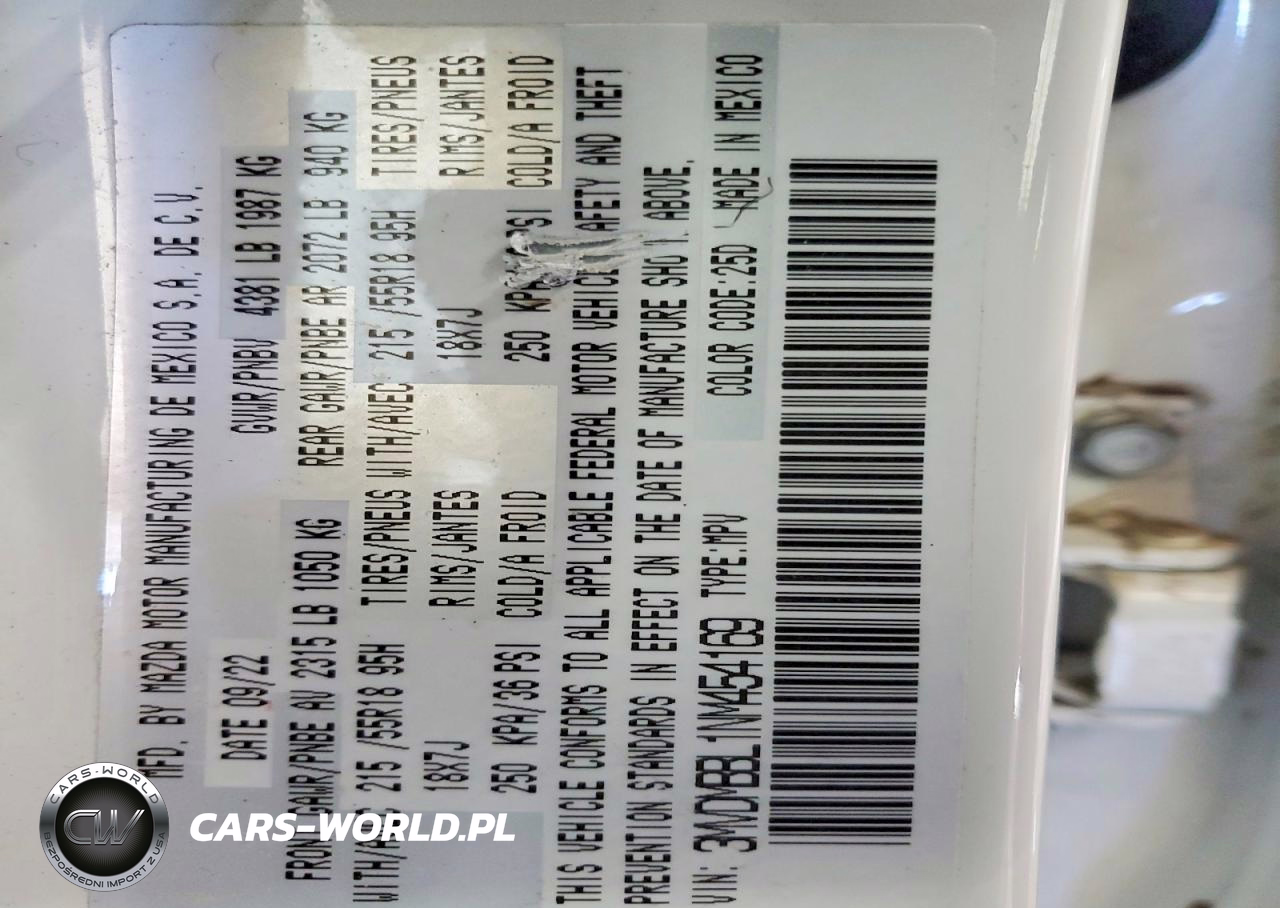 MFD. BY MAZDA MOTOR MANUFACTURING DE MEXICO S.A. DE C.V.
DATE 09/22 GVWR/PNBV 4381 LB 1987 KG
FRONT GAWR/PNBE AV 2315 LB 1050 KG REAR GAWR/PNBE AR 2072 LB 940 KG
WITH/AVEC 215 /55R18 95H TIRES/PNEUS WITH/AVEC 215 /55R18 95H TIRES/PNEUS
18X7J RIMS/JANTES 18X7J RIMS/JANTES
250 KPA/36 PSI COLD/A FROID 250 COLD/A FROID
THIS VEHICLE CONFORMS TO ALL APPLICABLE FEDERAL MOTOR VEHICLE SAFETY AND THEFT
PREVENTION STANDARDS IN EFFECT ON THE DATE OF MANUFACTURE ABOVE.
VIN: 3MVDMBBL1NM454169 TYPE:MPV COLOR CODE:25D MADE IN MEXICO
CARS-WORLD
CW
BEZPOŚREDNI IMPORT Z USA
CARS-WORLD.PL